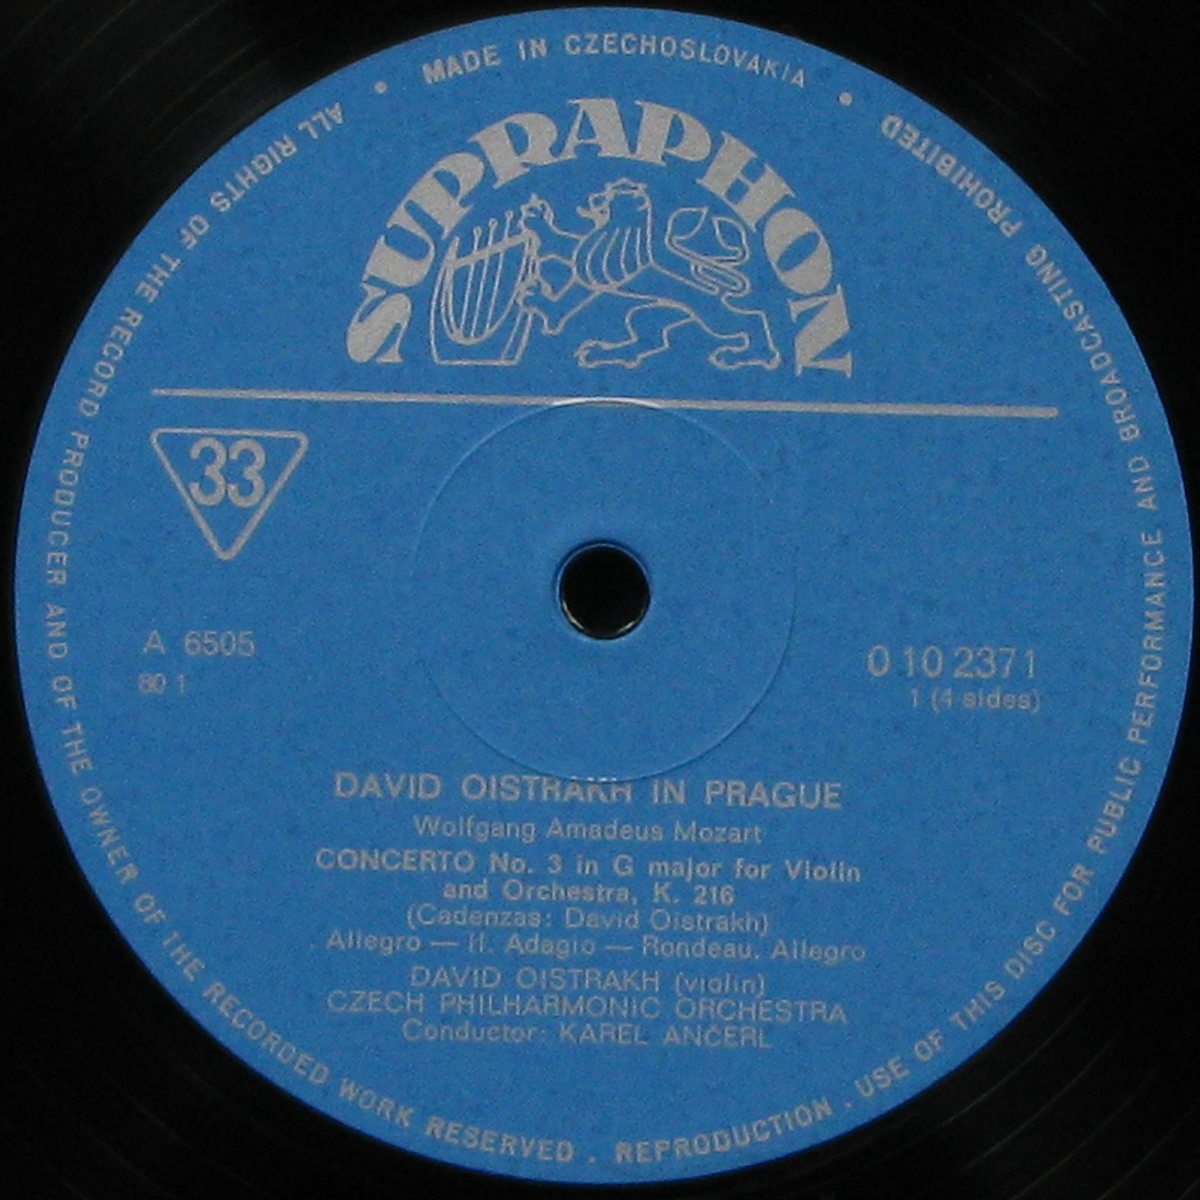 MADE IN CZECHOSLOVAKIA
SUPRAPHON
33
A 6505
80 1
0 10 2371
1 (4 sides)
DAVID OISTRAKH IN PRAGUE
Wolfgang Amadeus Mozart
CONCERTO No. 3 in G major for Violin
and Orchestra, K. 216
(Cadenzas: David Oistrakh)
Allegro — II. Adagio — Rondeau. Allegro
DAVID OISTRAKH (violin)
CZECH PHILHARMONIC ORCHESTRA
Conductor: KAREL ANČERL
ALL RIGHTS OF THE RECORD PRODUCER AND OF THE OWNER OF THE RECORDED WORK RESERVED . REPRODUCTION . USE OF THIS DISC FOR PUBLIC PERFORMANCE AND BROADCASTING PROHIBITED